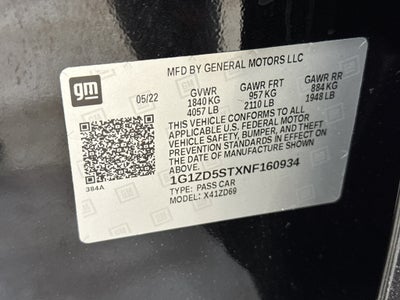 gm
MFD BY GENERAL MOTORS LLC
05/22 GVWR GAWR FRT GAWR RR
1840 KG 957 KG 884 KG
4057 LB 2110 LB 1948 LB
THIS VEHICLE CONFORMS TO ALL
APPLICABLE U.S. FEDERAL MOTOR
VEHICLE SAFETY, BUMPER, AND THEFT
PREVENTION STANDARDS IN EFFECT ON
THE DATE OF MANUFACTURE SHOWN ABOVE.
384A
1G1ZD5STXNF160934
TYPE: PASS CAR
MODEL: X41ZD69